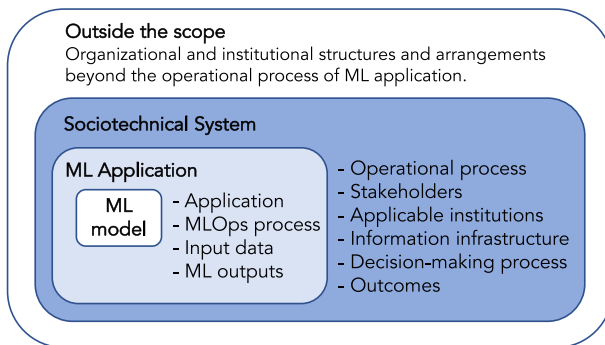 Outside the scope
Organizational and institutional structures and arrangements
beyond the operational process of ML application.
Sociotechnical System
ML Application
ML
model
- Application
- MLOps process
- Input data
- ML outputs
- Operational process
- Stakeholders
- Applicable institutions
- Information infrastructure
- Decision-making process
- Outcomes